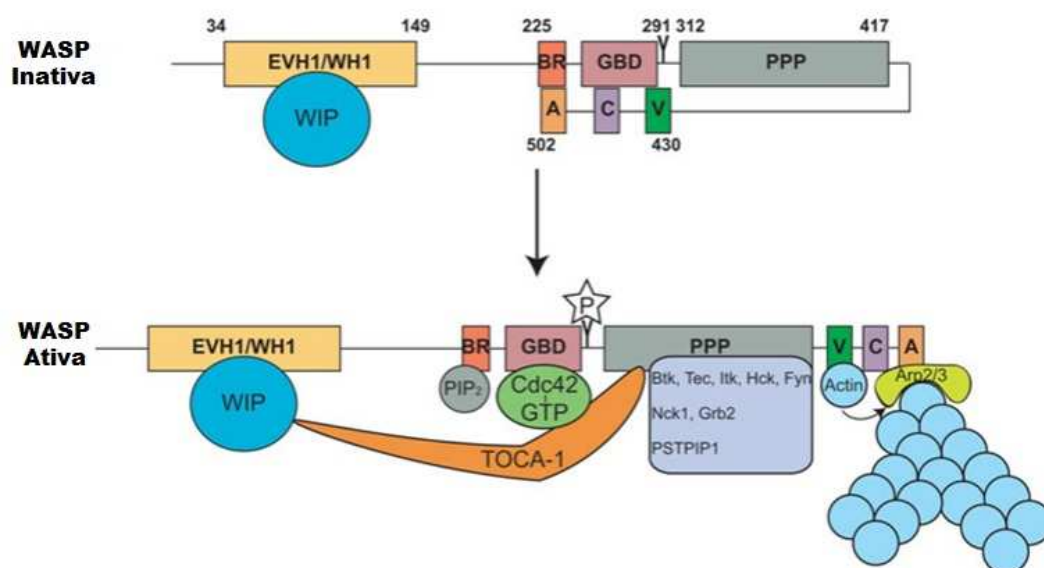 34 149 225 291 312 417
WASP
Inativa
EVH1/WH1 BR GBD Y PPP
WIP A C V
502 430
P
WASP
Ativa
EVH1/WH1 BR GBD Y PPP V C A
WIP PIP2 Cdc42 Btk, Tec, Itk, Hck, Fyn Actin Arp2/3
GTP Nck1, Grb2
TOCA-1 PSTPIP1